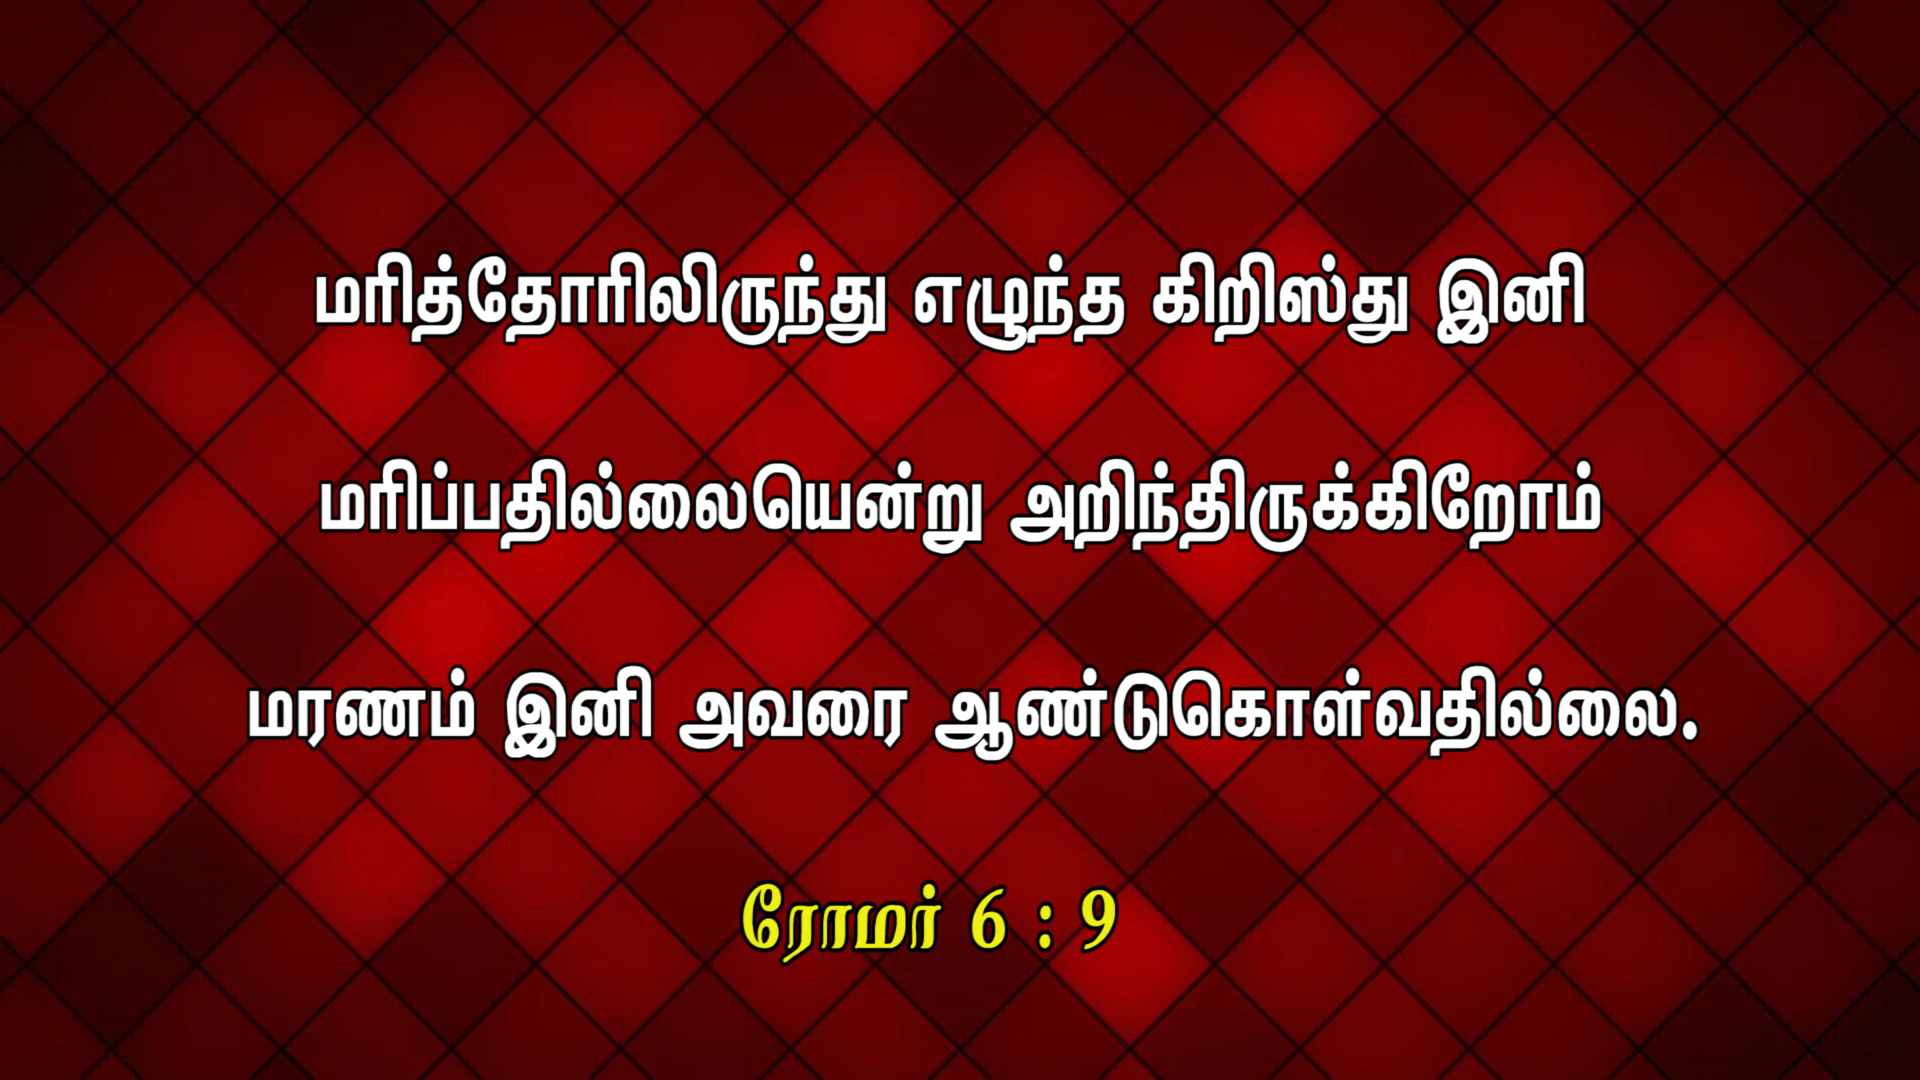 மரித்தோரிலிருந்து எழுந்த கிறிஸ்து இனி
மரிப்பதில்லையென்று அறிந்திருக்கிறோம்
மரணம் இனி அவரை ஆண்டுகொள்வதில்லை.
ரோமர் 6 : 9